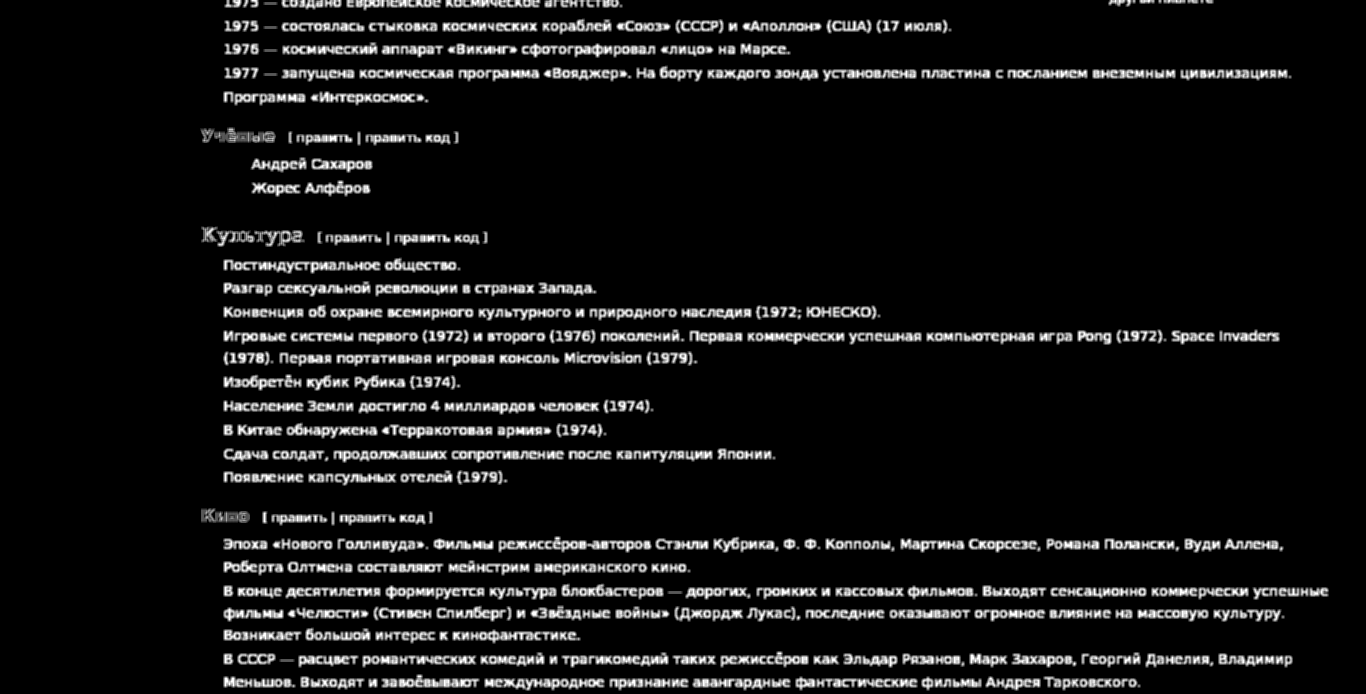 1975 — создано Европейское космическое агентство.
другой планете
1975 — состоялась стыковка космических кораблей «Союз» (СССР) и «Аполлон» (США) (17 июля).
1976 — космический аппарат «Викинг» сфотографировал «лицо» на Марсе.
1977 — запущена космическая программа «Вояджер». На борту каждого зонда установлена пластина с посланием внеземным цивилизациям.
Программа «Интеркосмос».
Учёные [ править | править код ]
Андрей Сахаров
Жорес Алфёров
Культура [ править | править код ]
Постиндустриальное общество.
Разгар сексуальной революции в странах Запада.
Конвенция об охране всемирного культурного и природного наследия (1972; ЮНЕСКО).
Игровые системы первого (1972) и второго (1976) поколений. Первая коммерчески успешная компьютерная игра Pong (1972). Space Invaders
(1978). Первая портативная игровая консоль Microvision (1979).
Изобретён кубик Рубика (1974).
Население Земли достигло 4 миллиардов человек (1974).
В Китае обнаружена «Терракотовая армия» (1974).
Сдача солдат, продолжавших сопротивление после капитуляции Японии.
Появление капсульных отелей (1979).
Кино [ править | править код ]
Эпоха «Нового Голливуда». Фильмы режиссёров-авторов Стэнли Кубрика, Ф. Ф. Копполы, Мартина Скорсезе, Романа Полански, Вуди Аллена,
Роберта Олтмена составляют мейнстрим американского кино.
В конце десятилетия формируется культура блокбастеров — дорогих, громких и кассовых фильмов. Выходят сенсационно коммерчески успешные
фильмы «Челюсти» (Стивен Спилберг) и «Звёздные войны» (Джордж Лукас), последние оказывают огромное влияние на массовую культуру.
Возникает большой интерес к кинофантастике.
В СССР — расцвет романтических комедий и трагикомедий таких режиссёров как Эльдар Рязанов, Марк Захаров, Георгий Данелия, Владимир
Меньшов. Выходят и завоёвывают международное признание авангардные фантастические фильмы Андрея Тарковского.